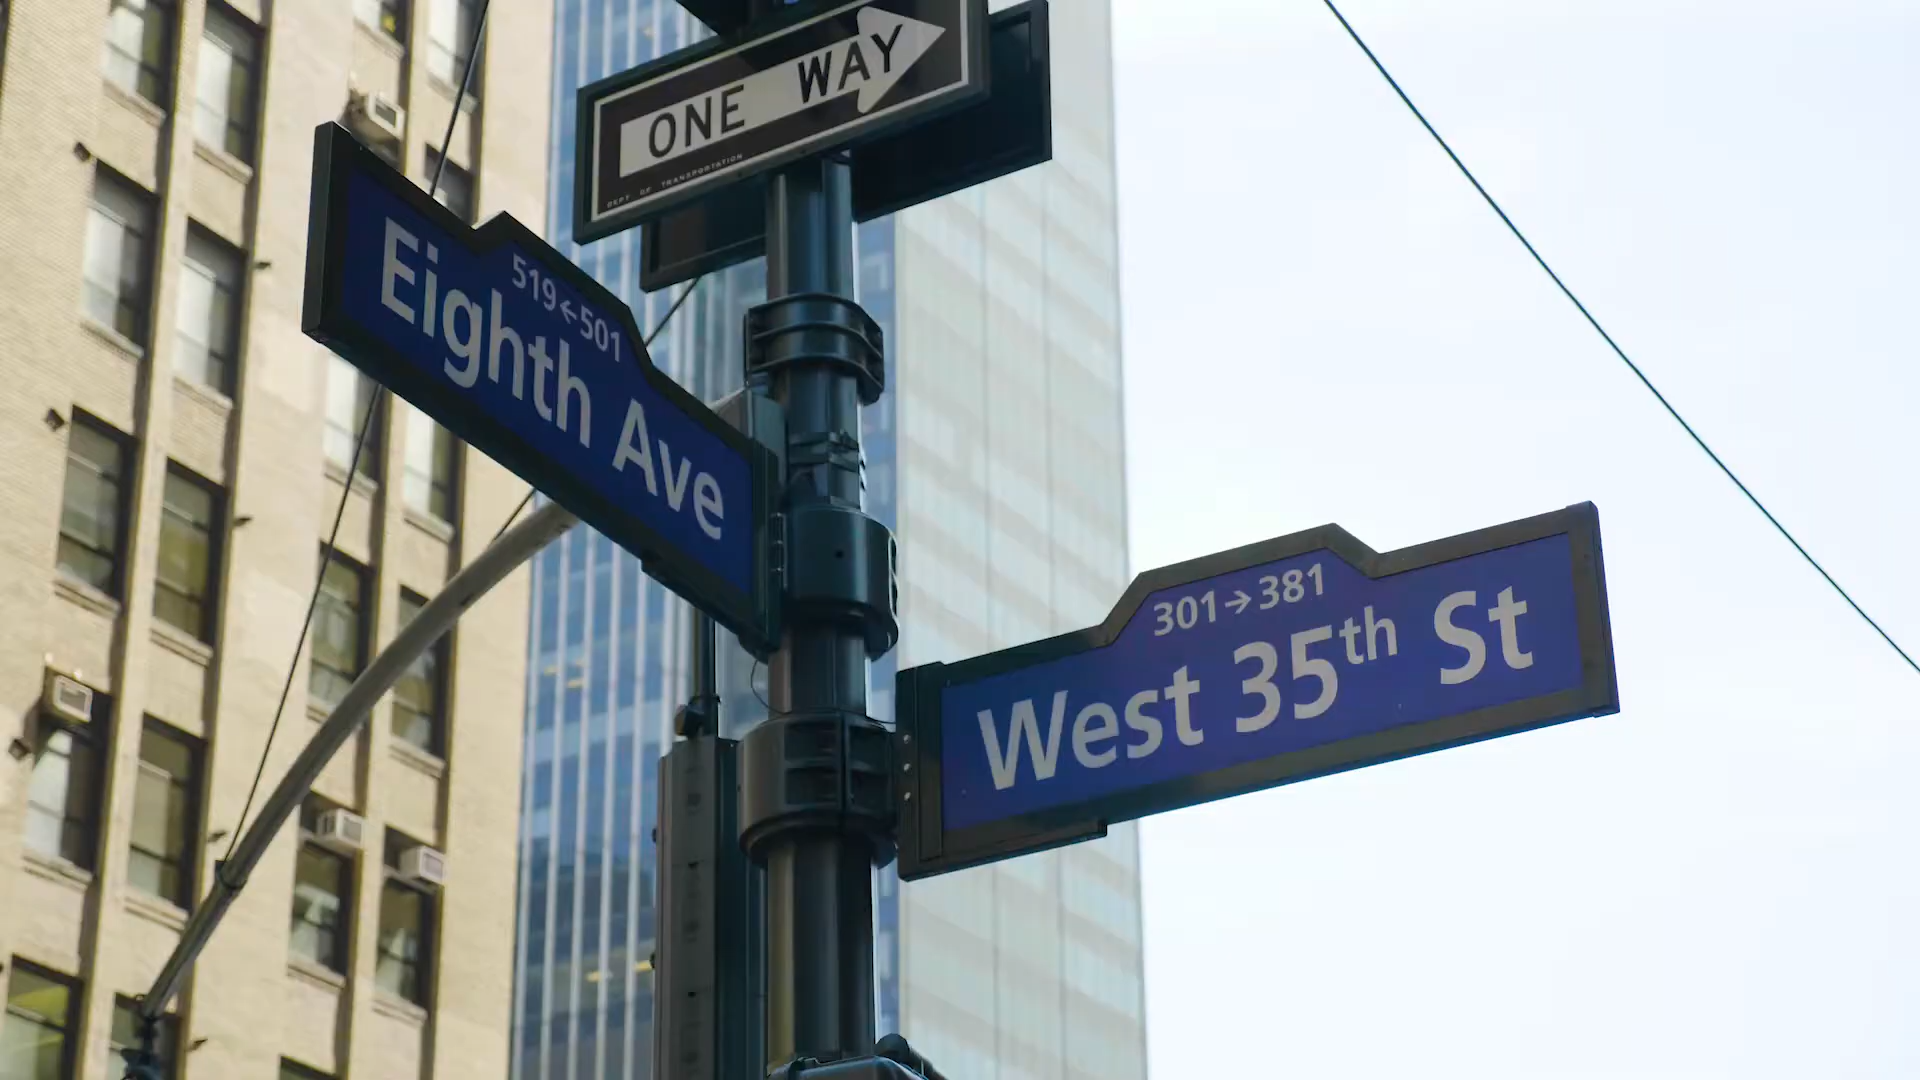 ONE WAY
DEPT OF TRANSPORTATION
519←501
Eighth Ave
301→381
West 35th St